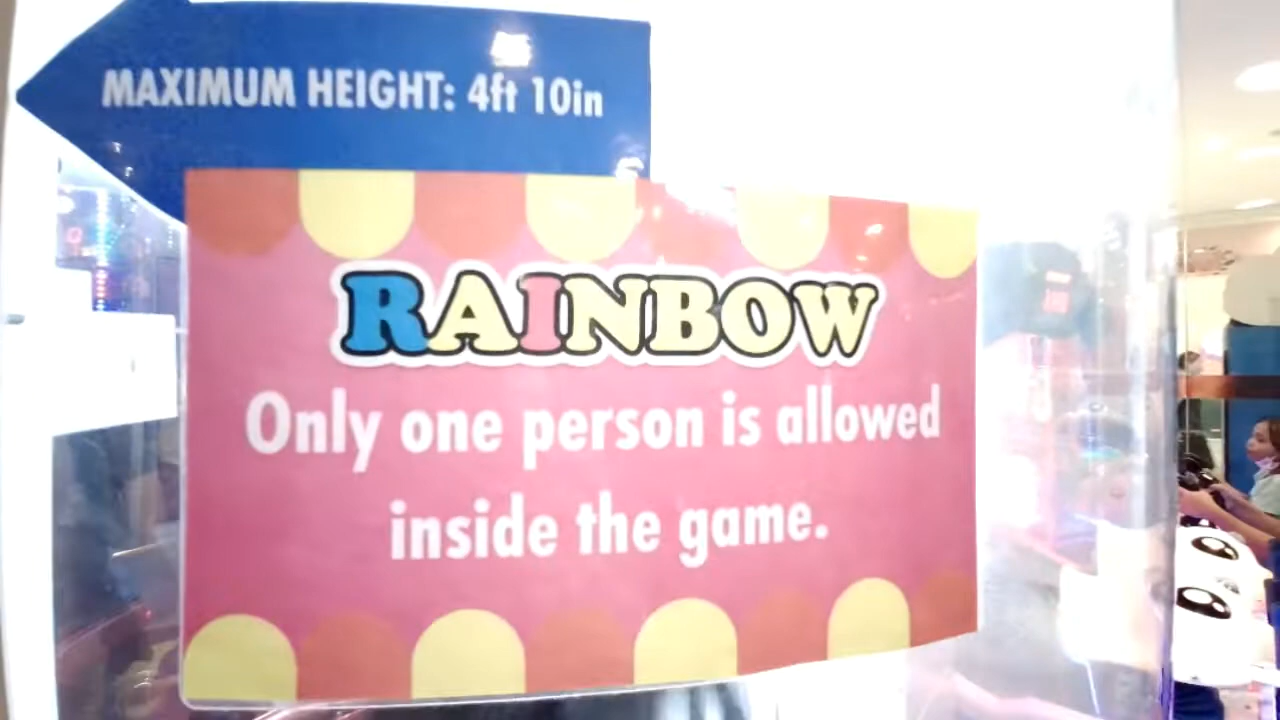 MAXIMUM HEIGHT: 4ft 10in
RAINBOW
Only one person is allowed
inside the game.